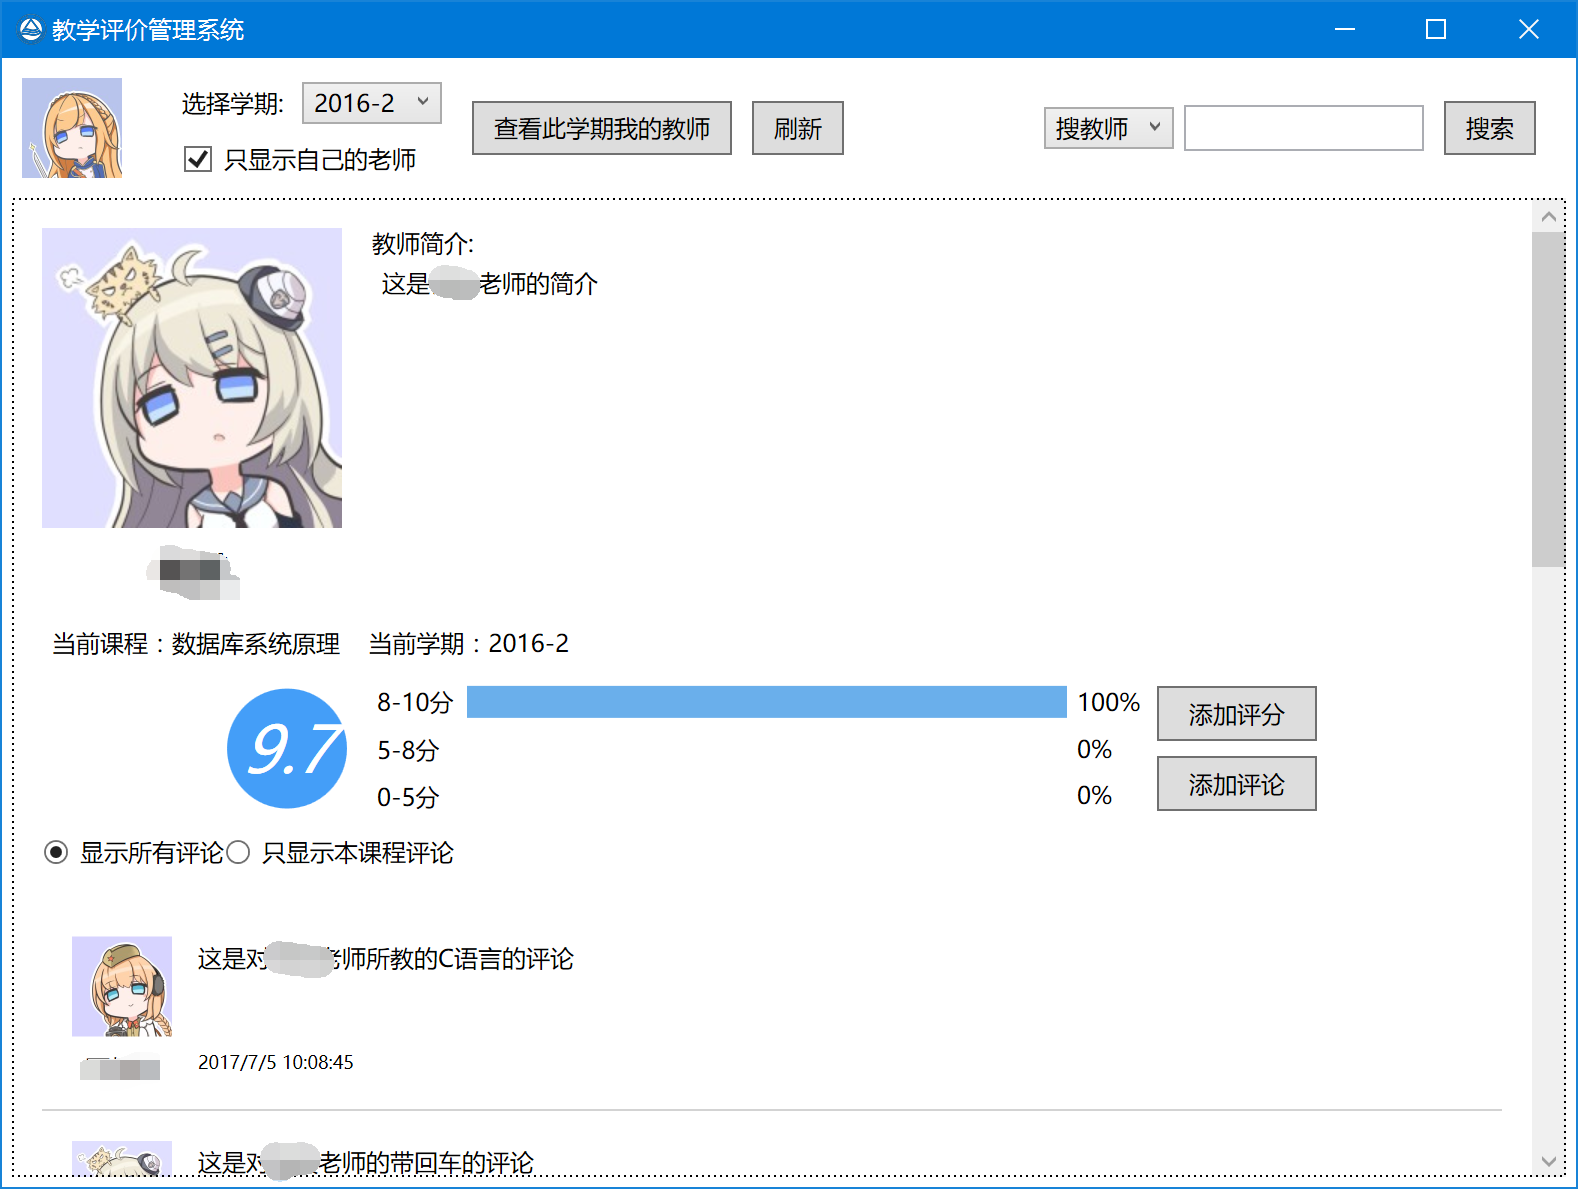 教学评价管理系统
选择学期: 2016-2
只显示自己的老师
查看此学期我的教师
刷新
搜教师
搜索
教师简介:
这是 老师的简介
当前课程：数据库系统原理 当前学期：2016-2
9.7
8-10分 100%
5-8分 0%
0-5分 0%
添加评分
添加评论
显示所有评论 只显示本课程评论
这是对 老师所教的C语言的评论
2017/7/5 10:08:45
这是对 老师的带回车的评论